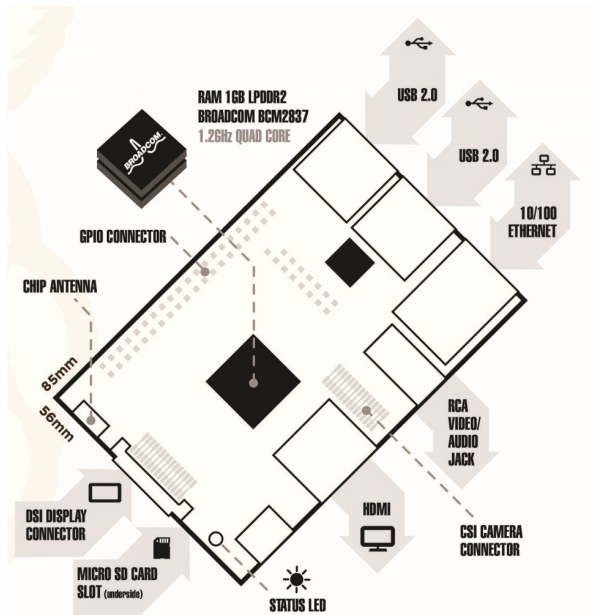 USB 2.0
RAM 1GB LPDDR2
BROADCOM BCM2837
1.2GHz QUAD CORE
BROADCOM.
USB 2.0
10/100
ETHERNET
GPIO CONNECTOR
CHIP ANTENNA
85mm
56mm
RCA
VIDEO/
AUDIO
JACK
DSI DISPLAY
CONNECTOR
HDMI
CSI CAMERA
CONNECTOR
MICRO SD CARD
SLOT (underside)
STATUS LED